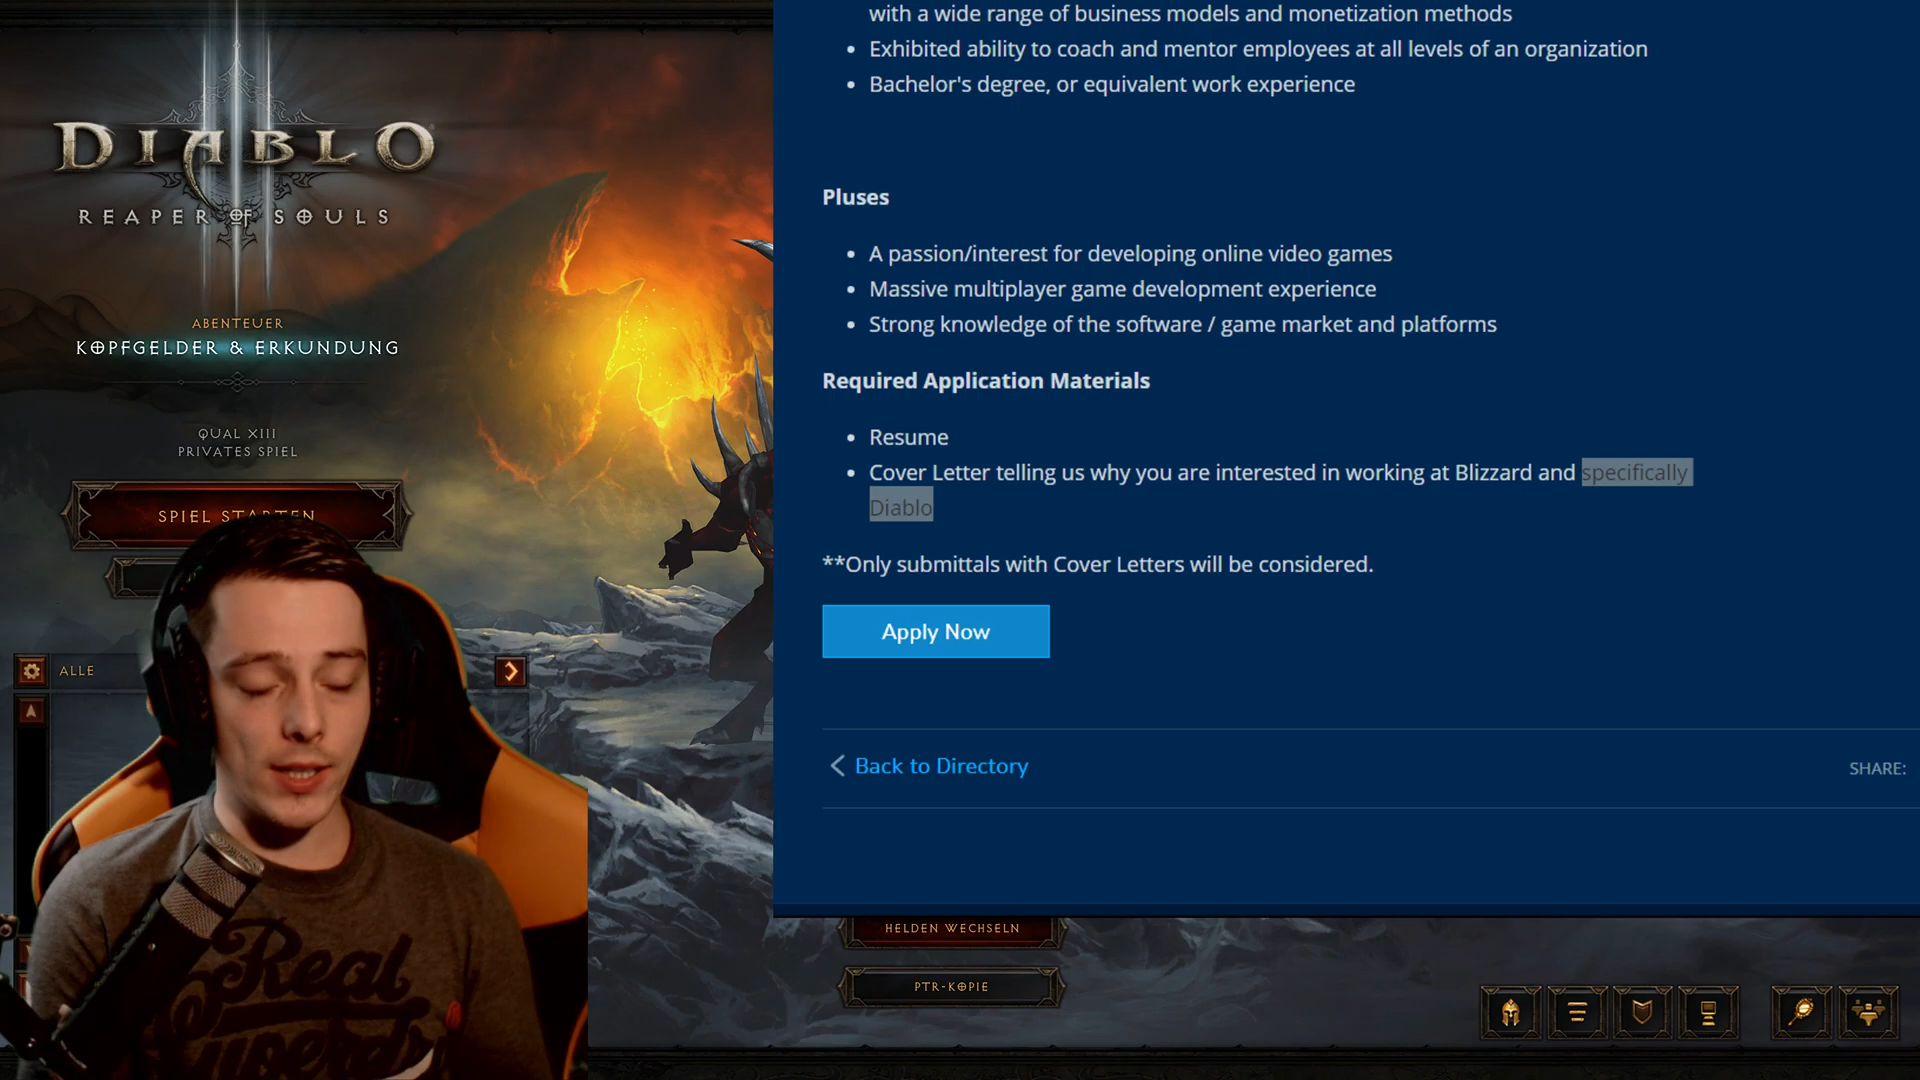 DIABLO
REAPER OF SOULS
ABENTEUER
KOPFGELDER & ERKUNDUNG
QUAL XIII
PRIVATES SPIEL
SPIEL STARTEN
ALLE
Real
with a wide range of business models and monetization methods
• Exhibited ability to coach and mentor employees at all levels of an organization
• Bachelor's degree, or equivalent work experience
Pluses
• A passion/interest for developing online video games
• Massive multiplayer game development experience
• Strong knowledge of the software / game market and platforms
Required Application Materials
• Resume
• Cover Letter telling us why you are interested in working at Blizzard and specifically
Diablo
**Only submittals with Cover Letters will be considered.
Apply Now
Back to Directory
SHARE:
HELDEN WECHSELN
PTR-KOPIE